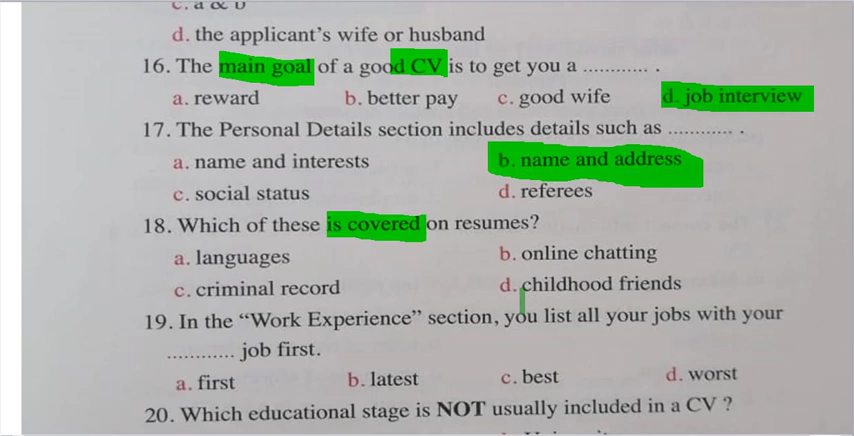 c. a & b
d. the applicant's wife or husband
16. The main goal of a good CV is to get you a ............ .
a. reward b. better pay c. good wife d. job interview
17. The Personal Details section includes details such as ............ .
a. name and interests b. name and address
c. social status d. referees
18. Which of these is covered on resumes?
a. languages b. online chatting
c. criminal record d. childhood friends
19. In the “Work Experience” section, you list all your jobs with your
............ job first.
a. first b. latest c. best d. worst
20. Which educational stage is NOT usually included in a CV ?